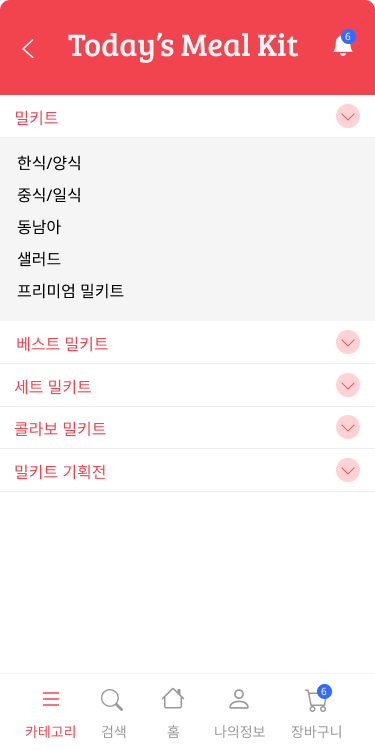 Today's Meal Kit
6
밀키트
한식/양식
중식/일식
동남아
샐러드
프리미엄 밀키트
베스트 밀키트
세트 밀키트
콜라보 밀키트
밀키트 기획전
6
카테고리 검색 홈 나의정보 장바구니